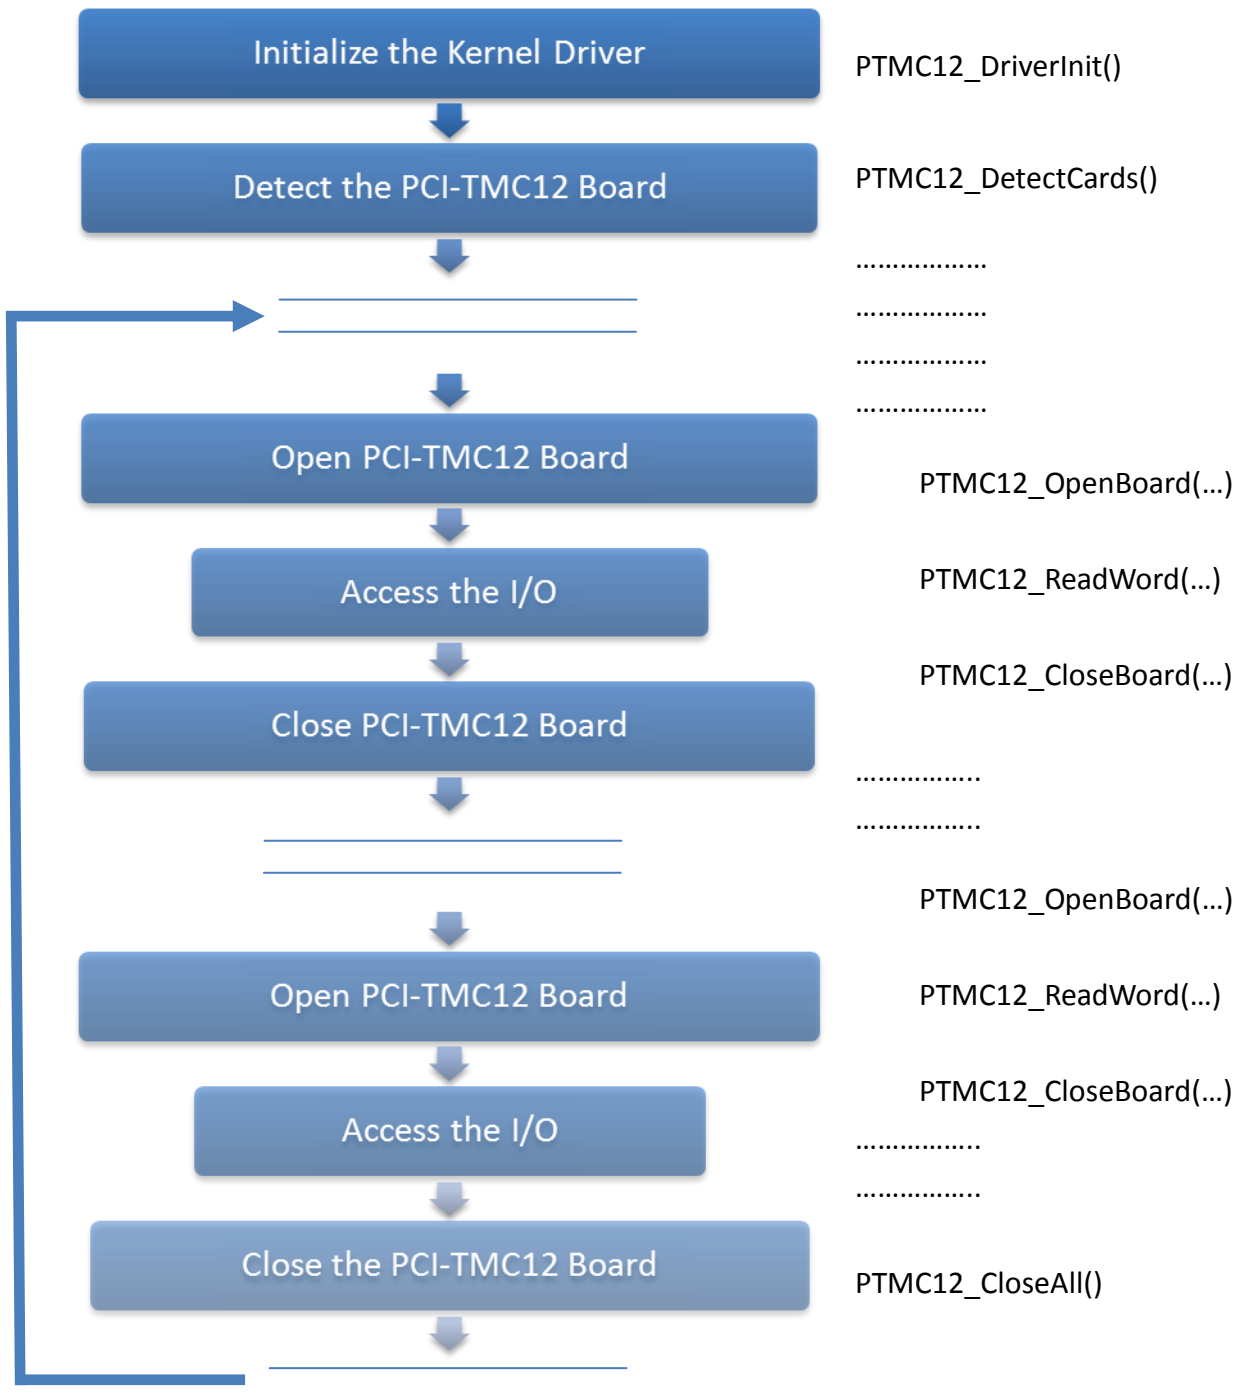 Initialize the Kernel Driver
PTMC12_DriverInit()
Detect the PCI-TMC12 Board
PTMC12_DetectCards()
………………
………………
………………
………………
Open PCI-TMC12 Board
PTMC12_OpenBoard(…)
Access the I/O
PTMC12_ReadWord(…)
PTMC12_CloseBoard(…)
Close PCI-TMC12 Board
……………..
……………..
PTMC12_OpenBoard(…)
Open PCI-TMC12 Board
PTMC12_ReadWord(…)
PTMC12_CloseBoard(…)
Access the I/O
……………..
……………..
Close the PCI-TMC12 Board
PTMC12_CloseAll()